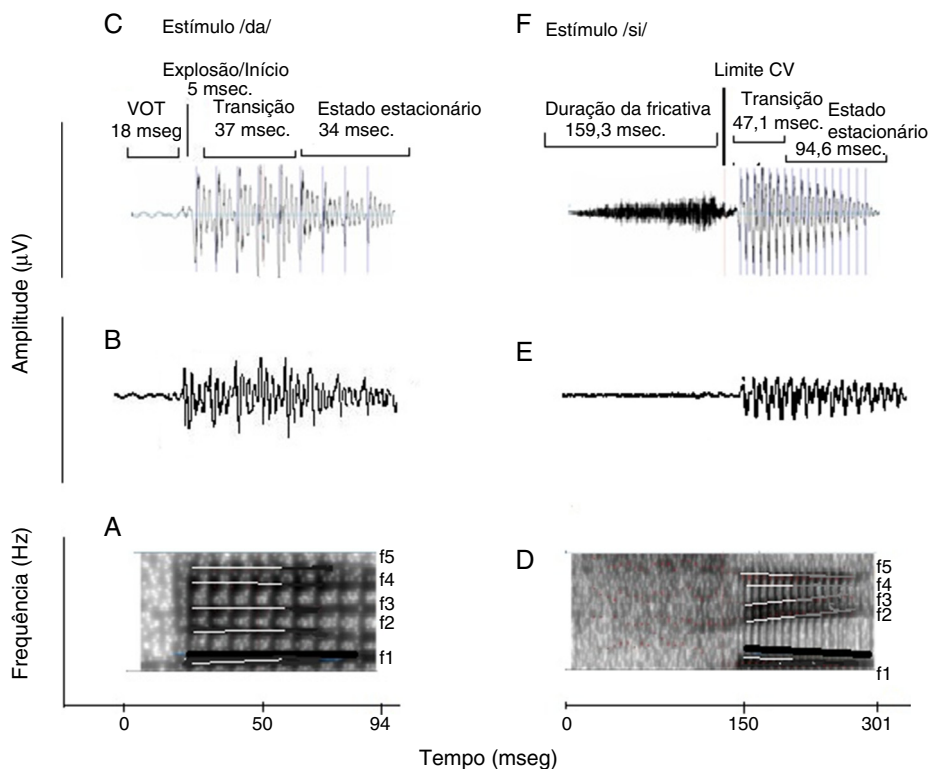 C
Estímulo /da/
Explosão/Início
5 msec.
VOT
18 mseg
Transição
37 msec.
Estado estacionário
34 msec.
F
Estímulo /si/
Limite CV
Duração da fricativa
159,3 msec.
Transição
47,1 msec.
Estado
estacionário
94,6 msec.
Amplitude (μV)
B
E
Frequência (Hz)
A
f5
f4
f3
f2
f1
D
f5
f4
f3
f2
f1
0
50
94
0
150
301
Tempo (mseg)